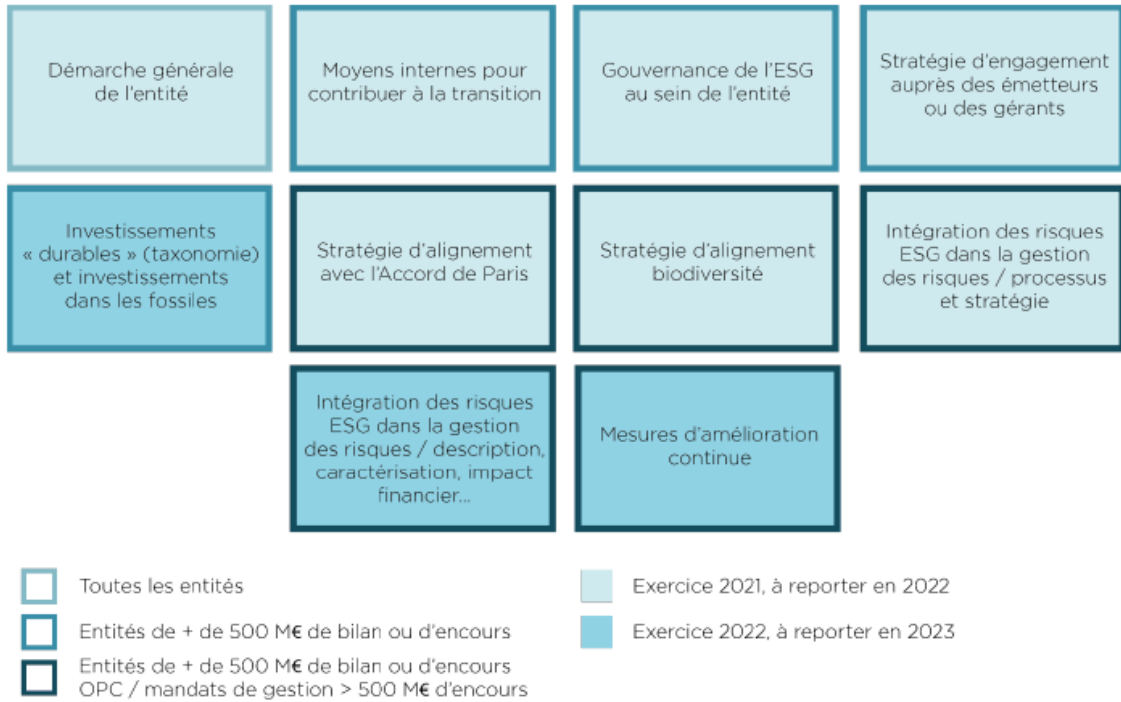 Démarche générale
de l'entité
Moyens internes pour
contribuer à la transition
Gouvernance de l'ESG
au sein de l'entité
Stratégie d'engagement
auprès des émetteurs
ou des gérants
Investissements
« durables » (taxonomie)
et investissements
dans les fossiles
Stratégie d'alignement
avec l'Accord de Paris
Stratégie d'alignement
biodiversité
Intégration des risques
ESG dans la gestion
des risques / processus
et stratégie
Intégration des risques
ESG dans la gestion
des risques / description,
caractérisation, impact
financier...
Mesures d'amélioration
continue
Toutes les entités
Entités de + de 500 M€ de bilan ou d'encours
Entités de + de 500 M€ de bilan ou d'encours
OPC / mandats de gestion > 500 M€ d'encours
Exercice 2021, à reporter en 2022
Exercice 2022, à reporter en 2023